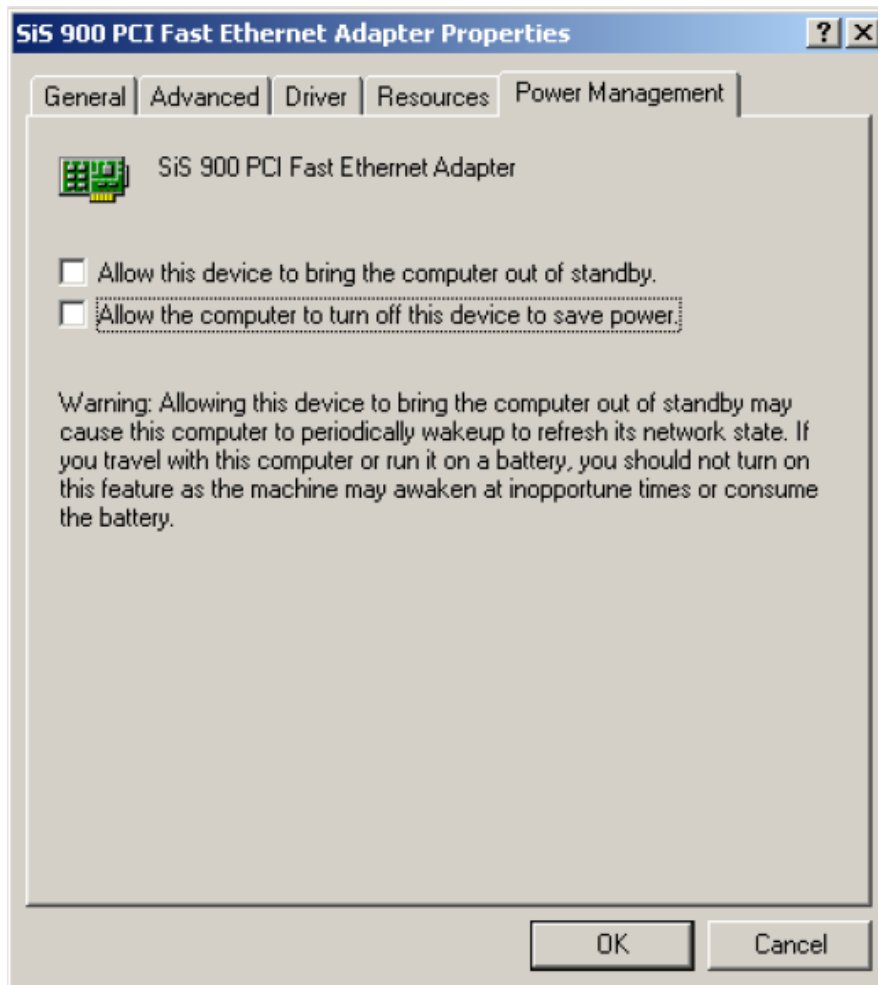 SiS 900 PCI Fast Ethernet Adapter Properties
General Advanced Driver Resources Power Management
SiS 900 PCI Fast Ethernet Adapter
Allow this device to bring the computer out of standby.
Allow the computer to turn off this device to save power.
Warning: Allowing this device to bring the computer out of standby may
cause this computer to periodically wakeup to refresh its network state. If
you travel with this computer or run it on a battery, you should not turn on
this feature as the machine may awaken at inopportune times or consume
the battery.
OK Cancel